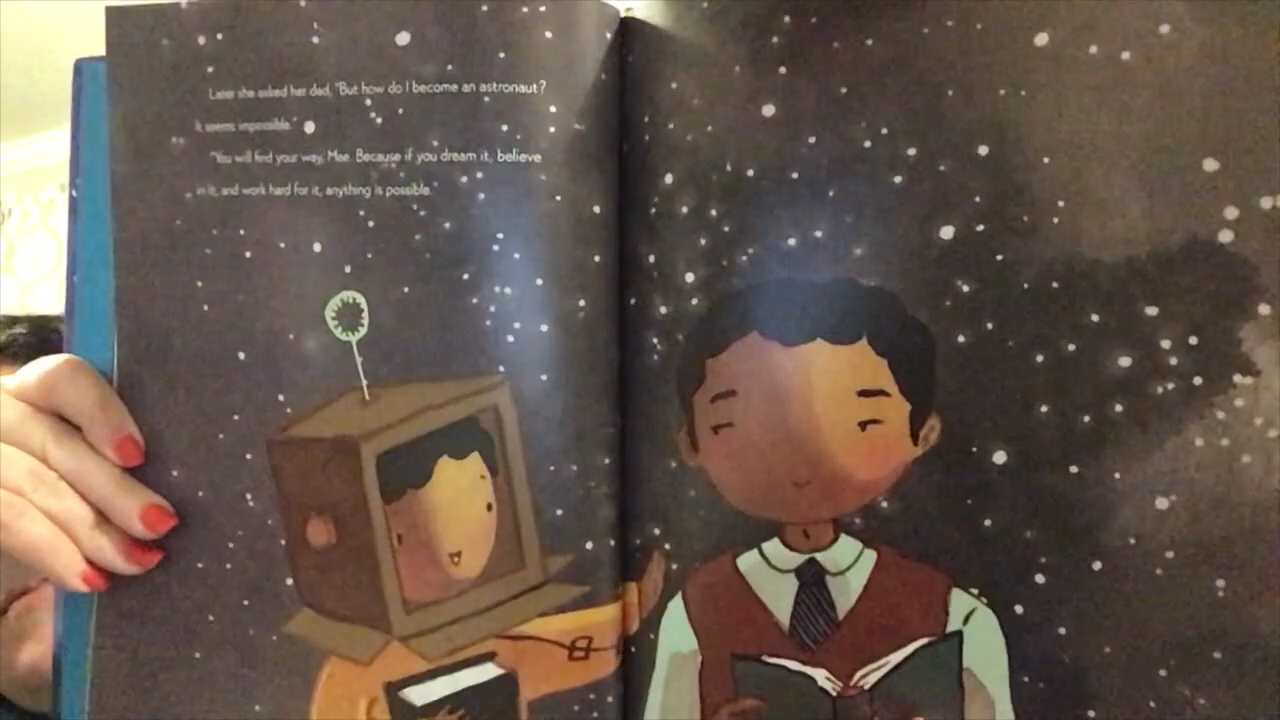 Later she asked her dad, "But how do I become an astronaut?
It seems impossible."
"You will find your way, Mae. Because if you dream it, believe
in it, and work hard for it, anything is possible."